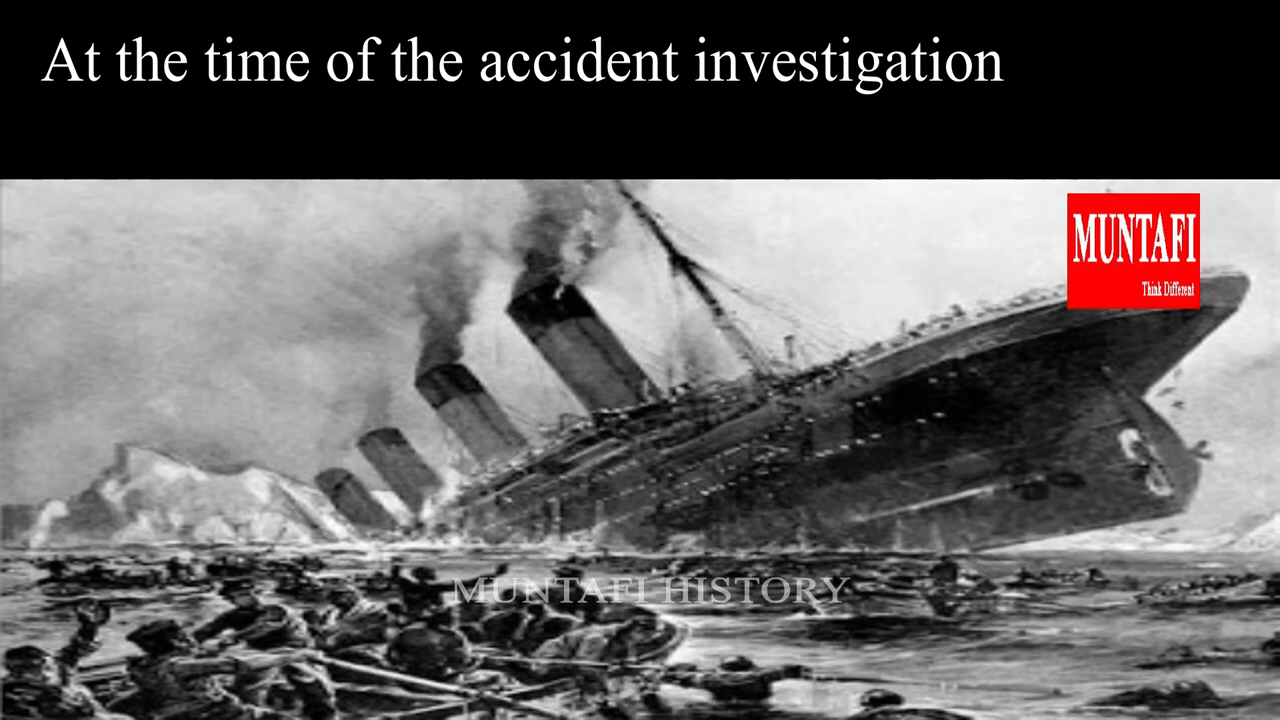 At the time of the accident investigation
MUNTAFI
Think Different
MUNTAFI HISTORY